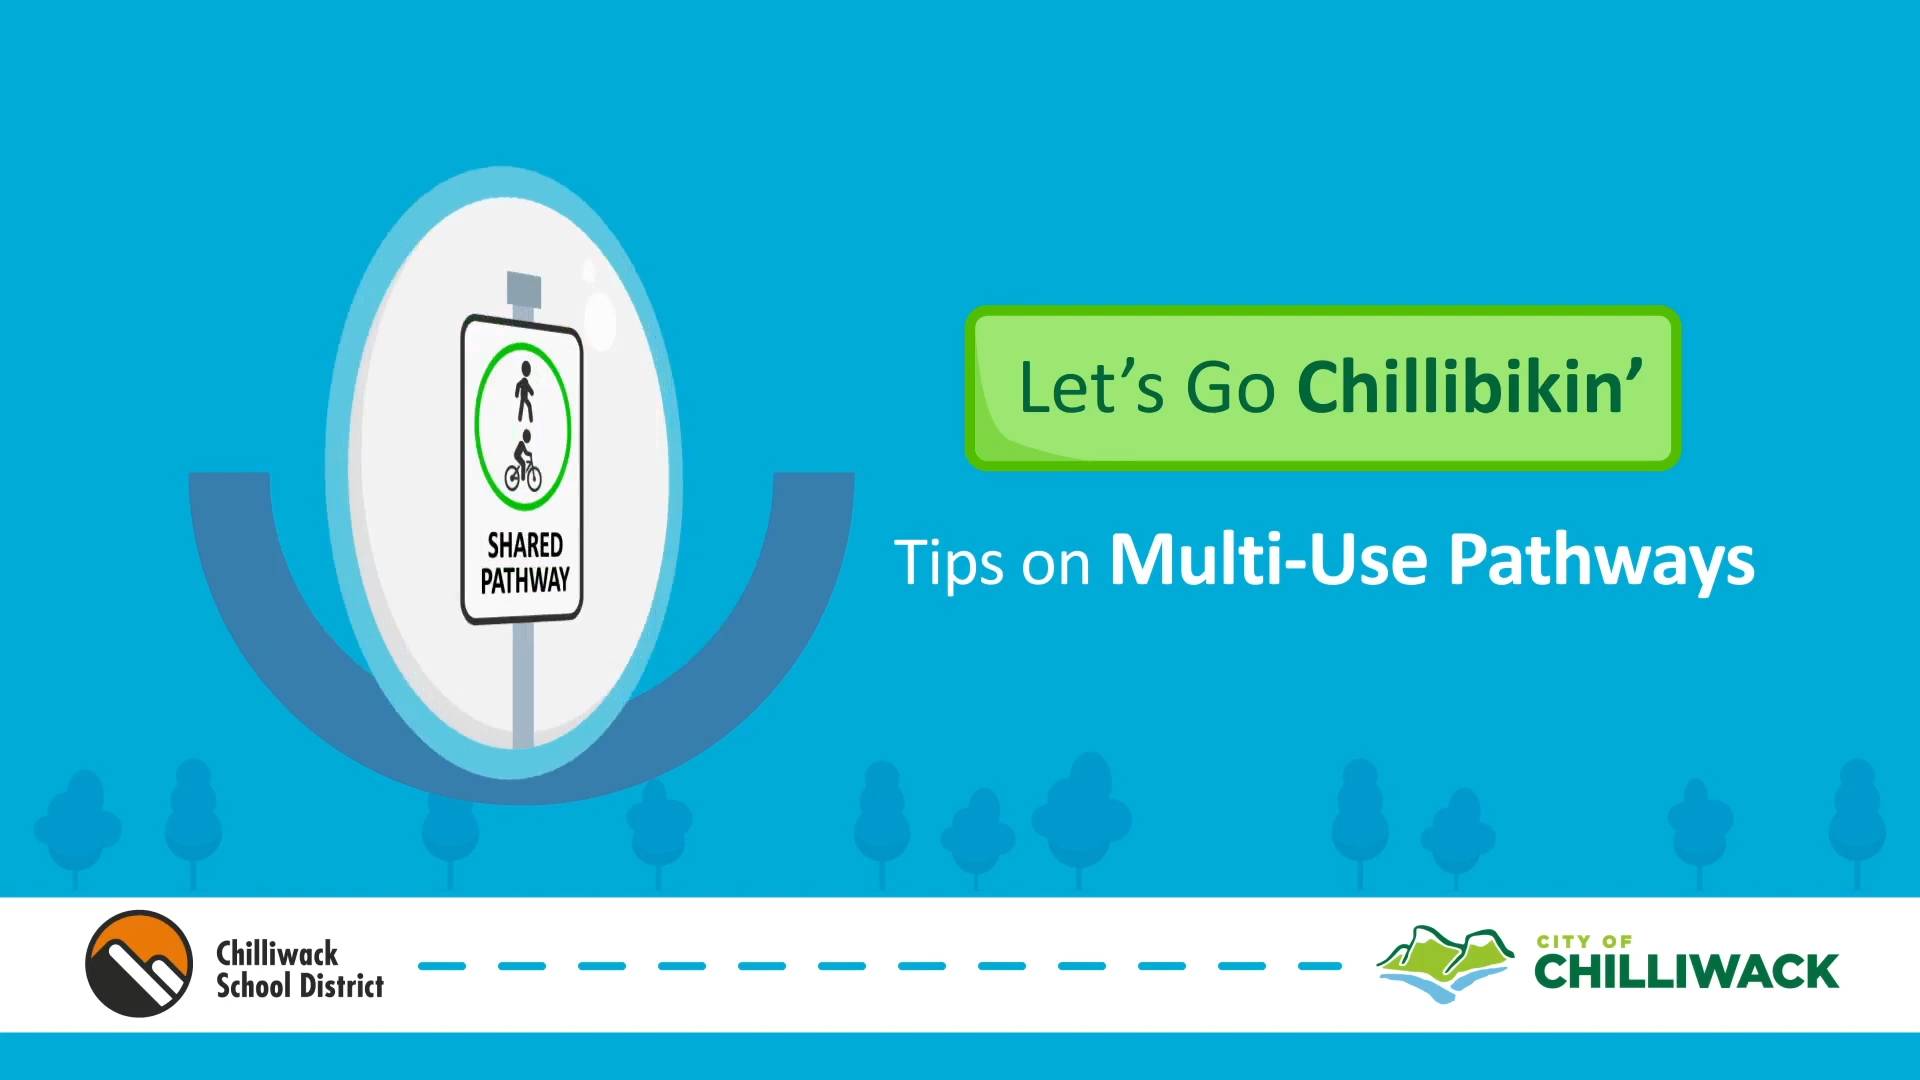 Let’s Go Chillibikin’
Tips on Multi-Use Pathways
SHARED
PATHWAY
Chilliwack
School District
CITY OF
CHILLIWACK